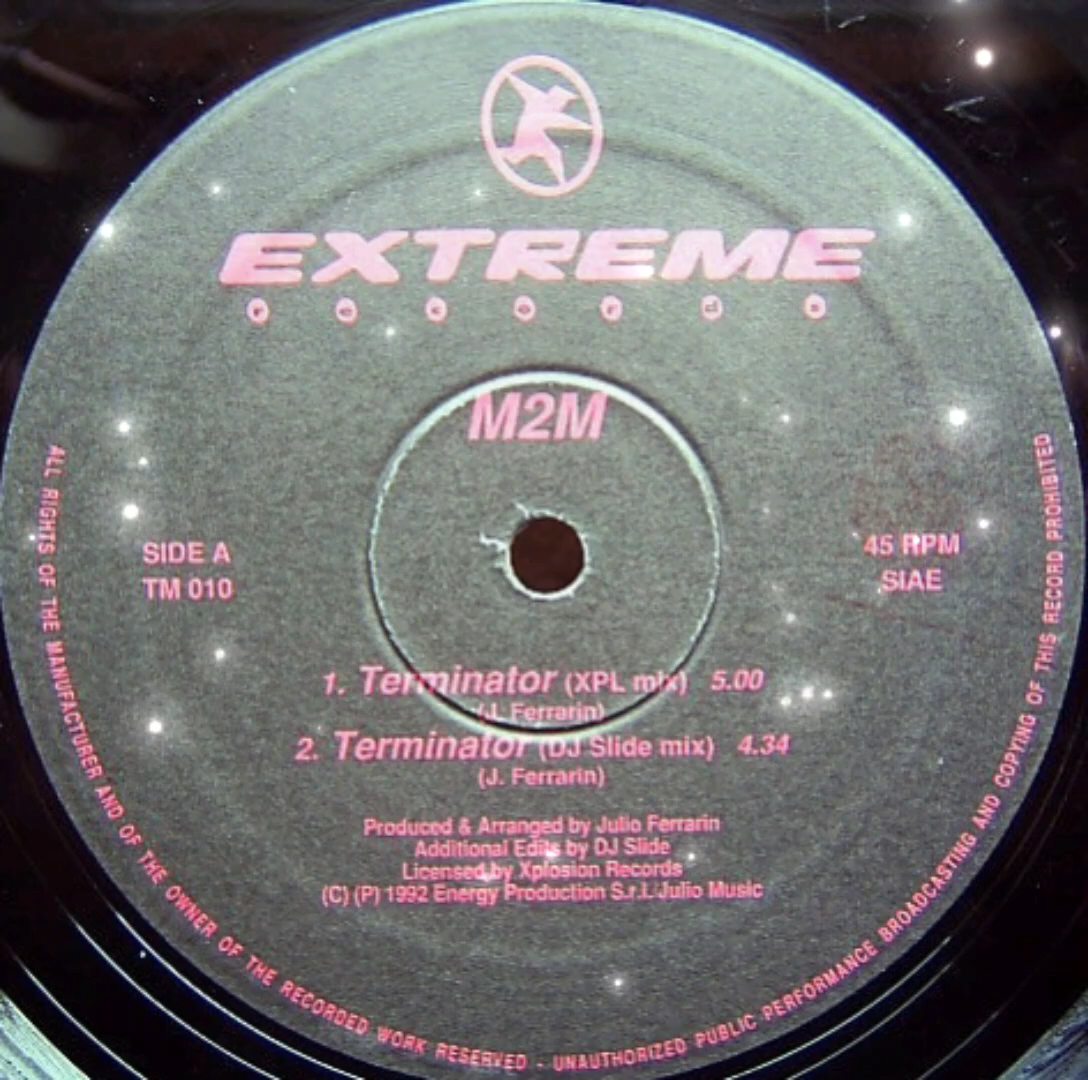 EXTREME
records
M2M
SIDE A
TM 010
45 RPM
SIAE
1. Terminator (XPL mix) 5.00
(J. Ferrarin)
2. Terminator (DJ Slide mix) 4.34
(J. Ferrarin)
Produced & Arranged by Julio Ferrarin
Additional Edits by DJ Slide
Licensed by Xplosion Records
(C) (P) 1992 Energy Production S.r.l. Julio Music
ALL RIGHTS OF THE MANUFACTURER AND OF THE OWNER OF THE RECORDED WORK RESERVED - UNAUTHORIZED PUBLIC PERFORMANCE BROADCASTING AND COPYING OF THIS RECORD PROHIBITED